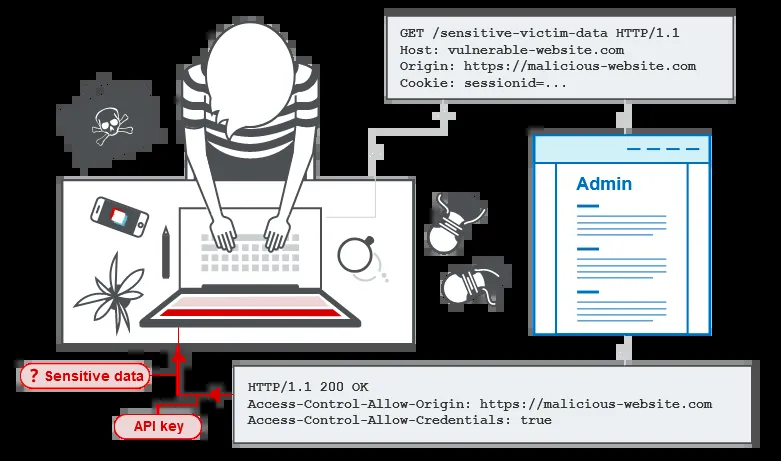 GET /sensitive-victim-data HTTP/1.1
Host: vulnerable-website.com
Origin: https://malicious-website.com
Cookie: sessionid=...
Admin
? Sensitive data
API key
HTTP/1.1 200 OK
Access-Control-Allow-Origin: https://malicious-website.com
Access-Control-Allow-Credentials: true